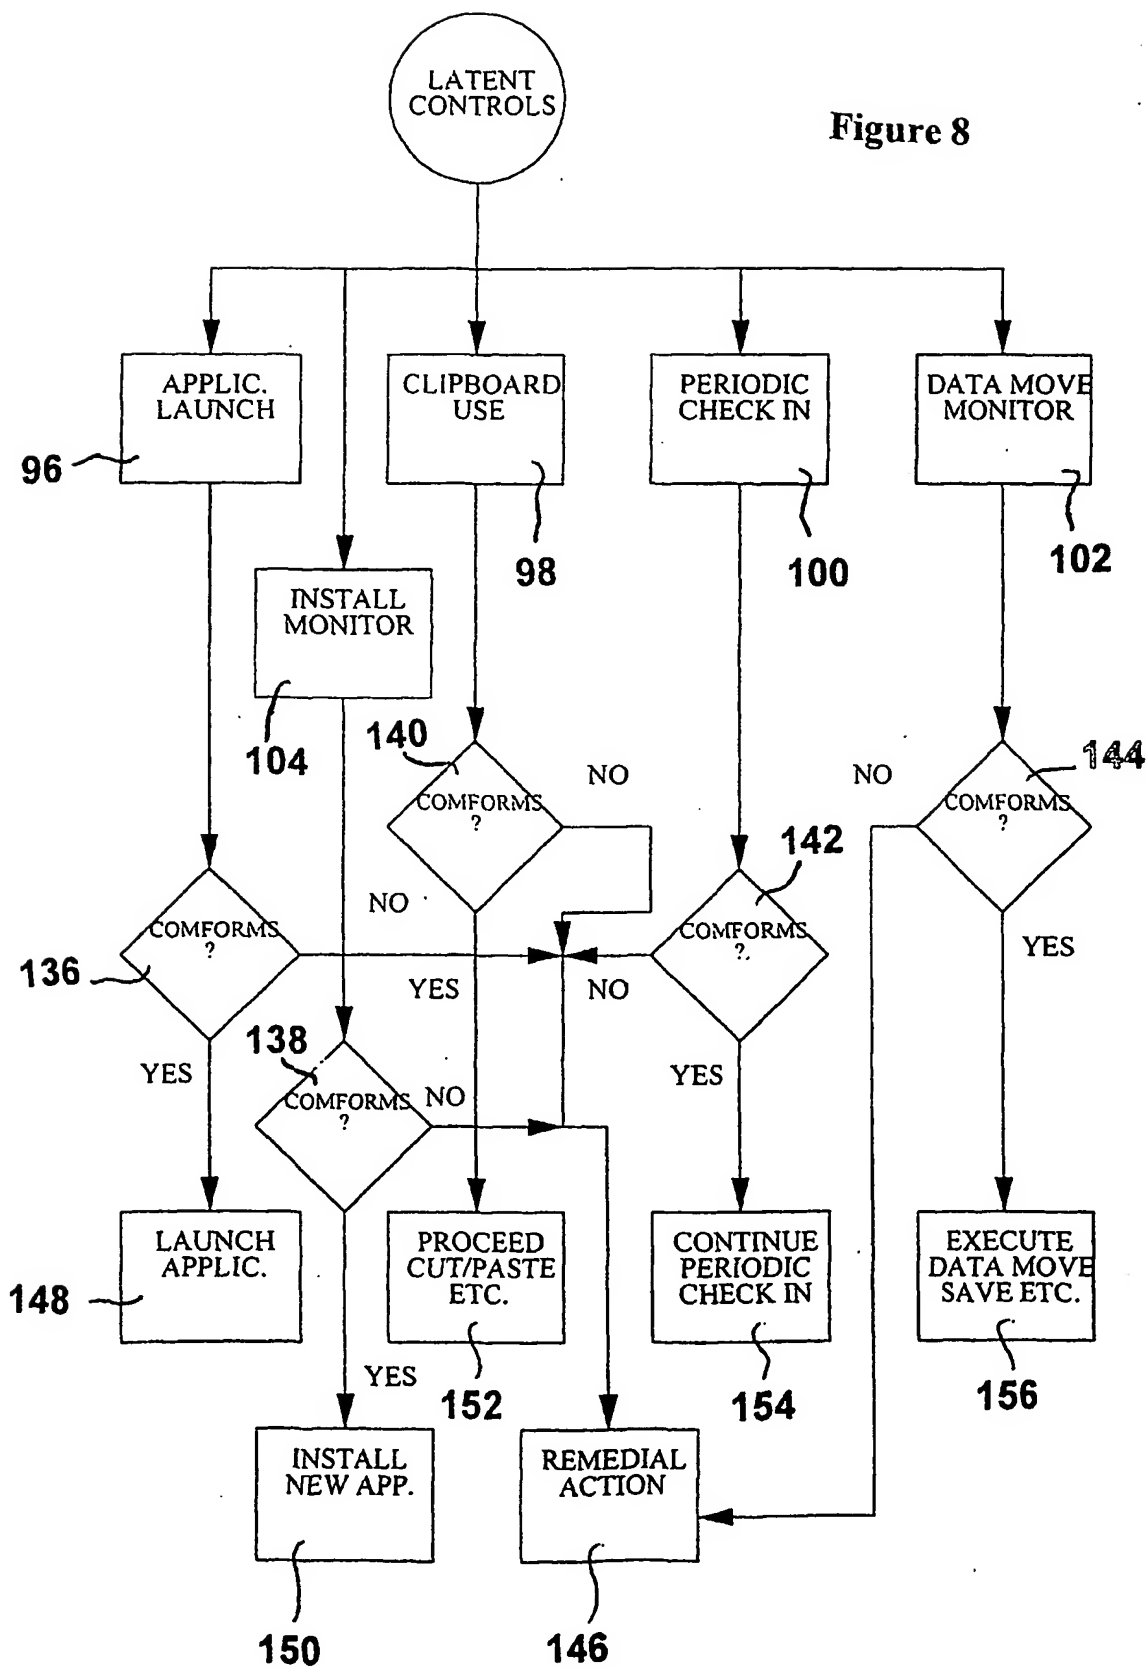 LATENT
CONTROLS
Figure 8
APPLIC.
LAUNCH
CLIPBOARD
USE
PERIODIC
CHECK IN
DATA MOVE
MONITOR
96
98
100
102
INSTALL
MONITOR
104
140
COMFORMS
?
NO
NO
144
COMFORMS
?
142
COMFORMS
?
NO
136
COMFORMS
?
NO
YES
YES
YES
138
COMFORMS
?
NO
YES
YES
LAUNCH
APPLIC.
148
PROCEED
CUT/PASTE
ETC.
152
CONTINUE
PERIODIC
CHECK IN
154
EXECUTE
DATA MOVE
SAVE ETC.
156
YES
INSTALL
NEW APP.
150
REMEDIAL
ACTION
146